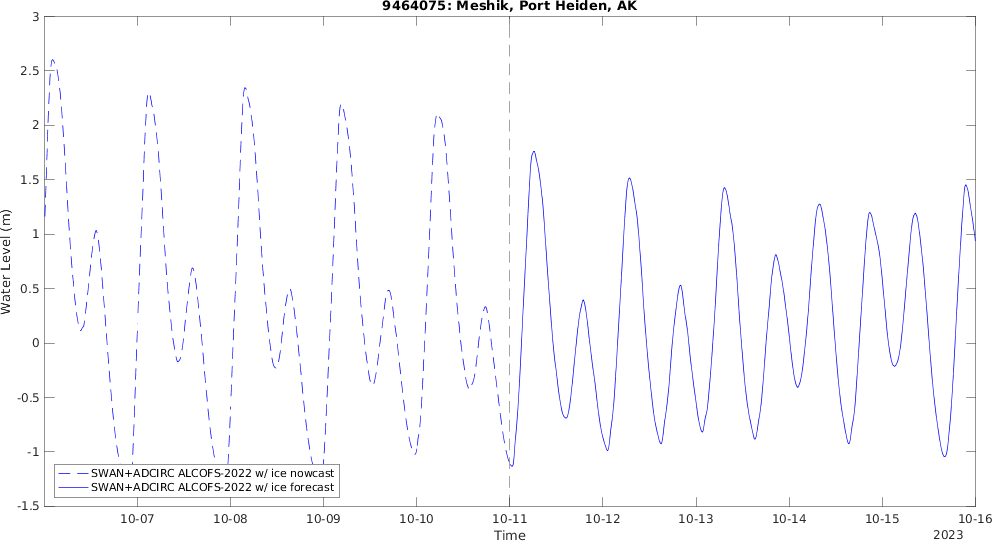 9464075: Meshik, Port Heiden, AK
3
2.5
2
1.5
1
0.5
0
-0.5
-1
-1.5
Water Level (m)
SWAN+ADCIRC ALCOFS-2022 w/ ice nowcast
SWAN+ADCIRC ALCOFS-2022 w/ ice forecast
10-07 10-08 10-09 10-10 10-11 10-12 10-13 10-14 10-15 10-16
Time
2023